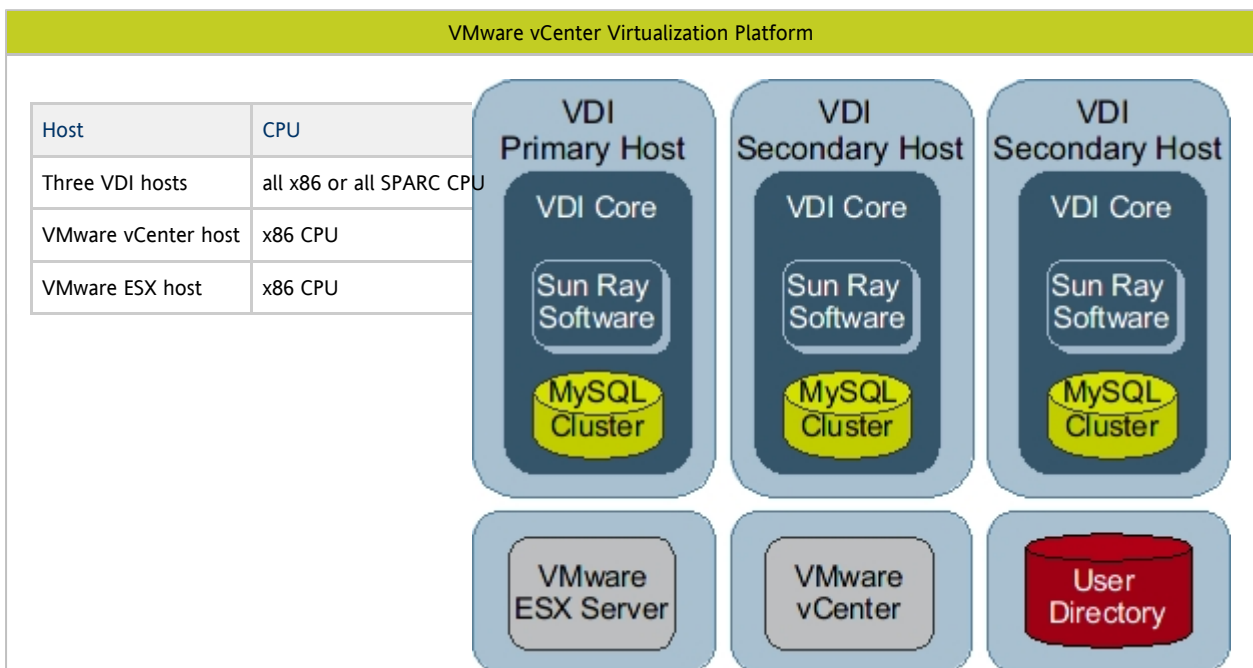 VMware vCenter Virtualization Platform
Host CPU
Three VDI hosts all x86 or all SPARC CPU
VMware vCenter host x86 CPU
VMware ESX host x86 CPU
VDI
Primary Host
VDI Core
Sun Ray
Software
MySQL
Cluster
VDI
Secondary Host
VDI Core
Sun Ray
Software
MySQL
Cluster
VDI
Secondary Host
VDI Core
Sun Ray
Software
MySQL
Cluster
VMware
ESX Server
VMware
vCenter
User
Directory